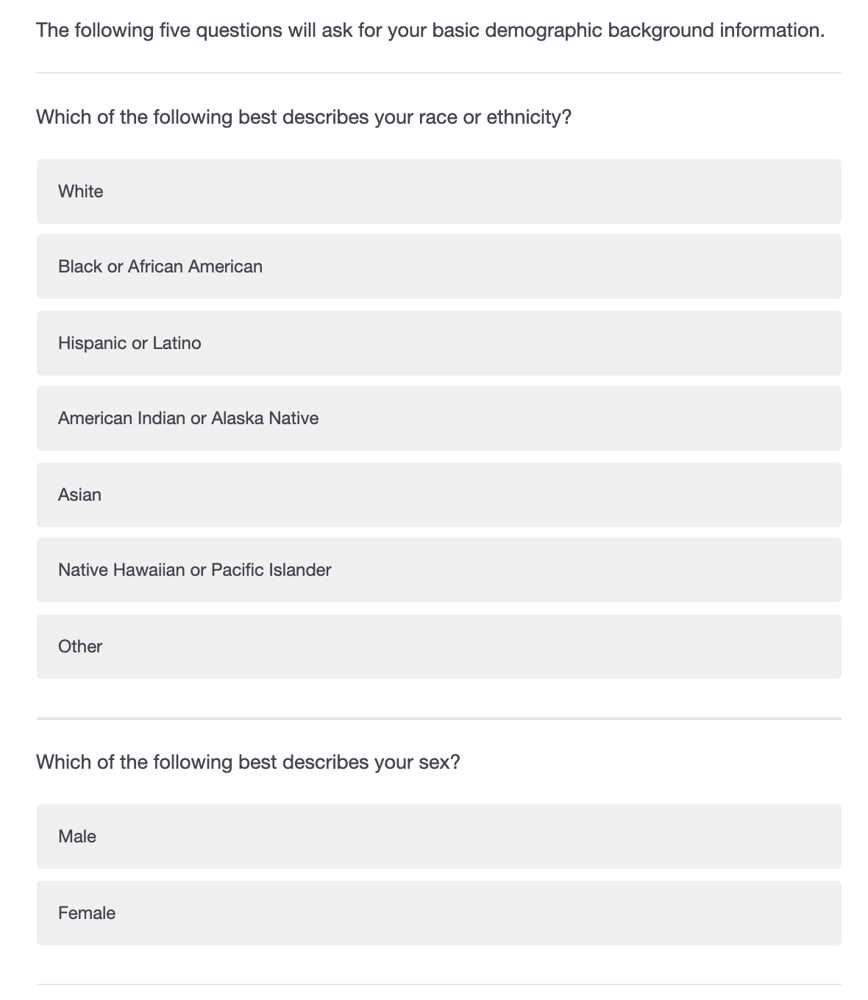 The following five questions will ask for your basic demographic background information.
Which of the following best describes your race or ethnicity?
White
Black or African American
Hispanic or Latino
American Indian or Alaska Native
Asian
Native Hawaiian or Pacific Islander
Other
Which of the following best describes your sex?
Male
Female